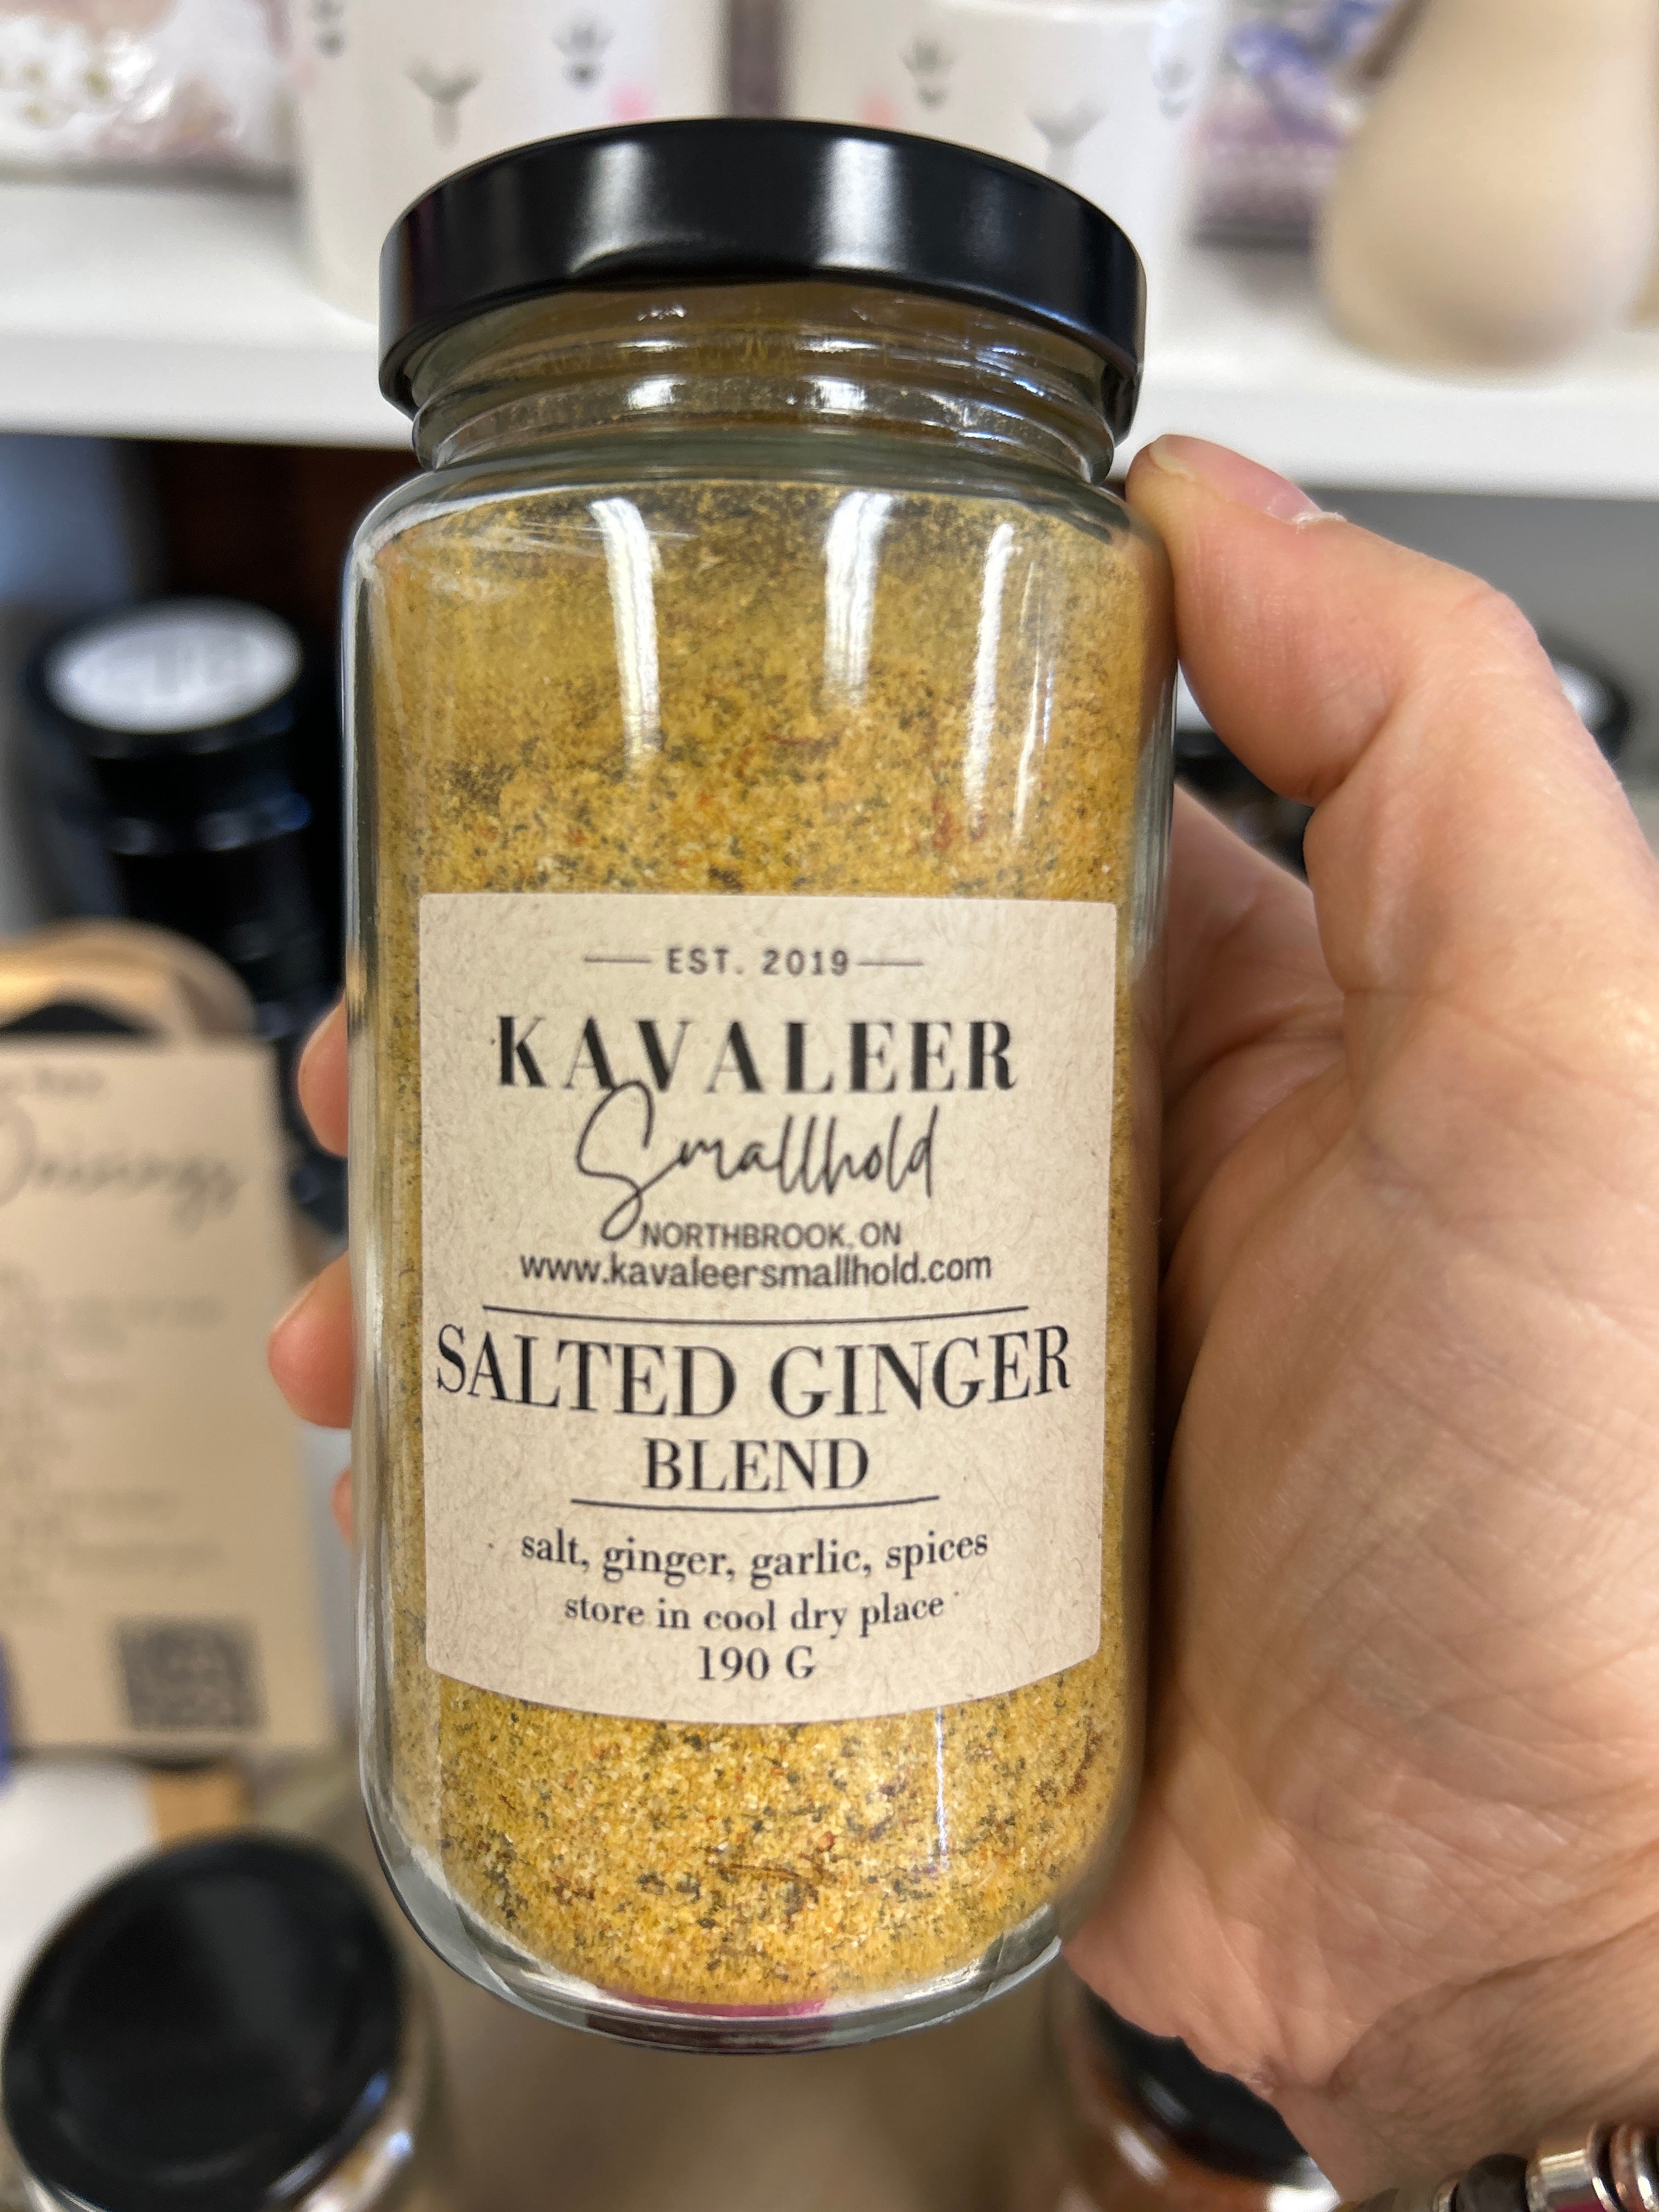 EST. 2019
KAVALEER
Smallhold
NORTHBROOK, ON
www.kavaleersmallhold.com
SALTED GINGER
BLEND
salt, ginger, garlic, spices
store in cool dry place
190 G